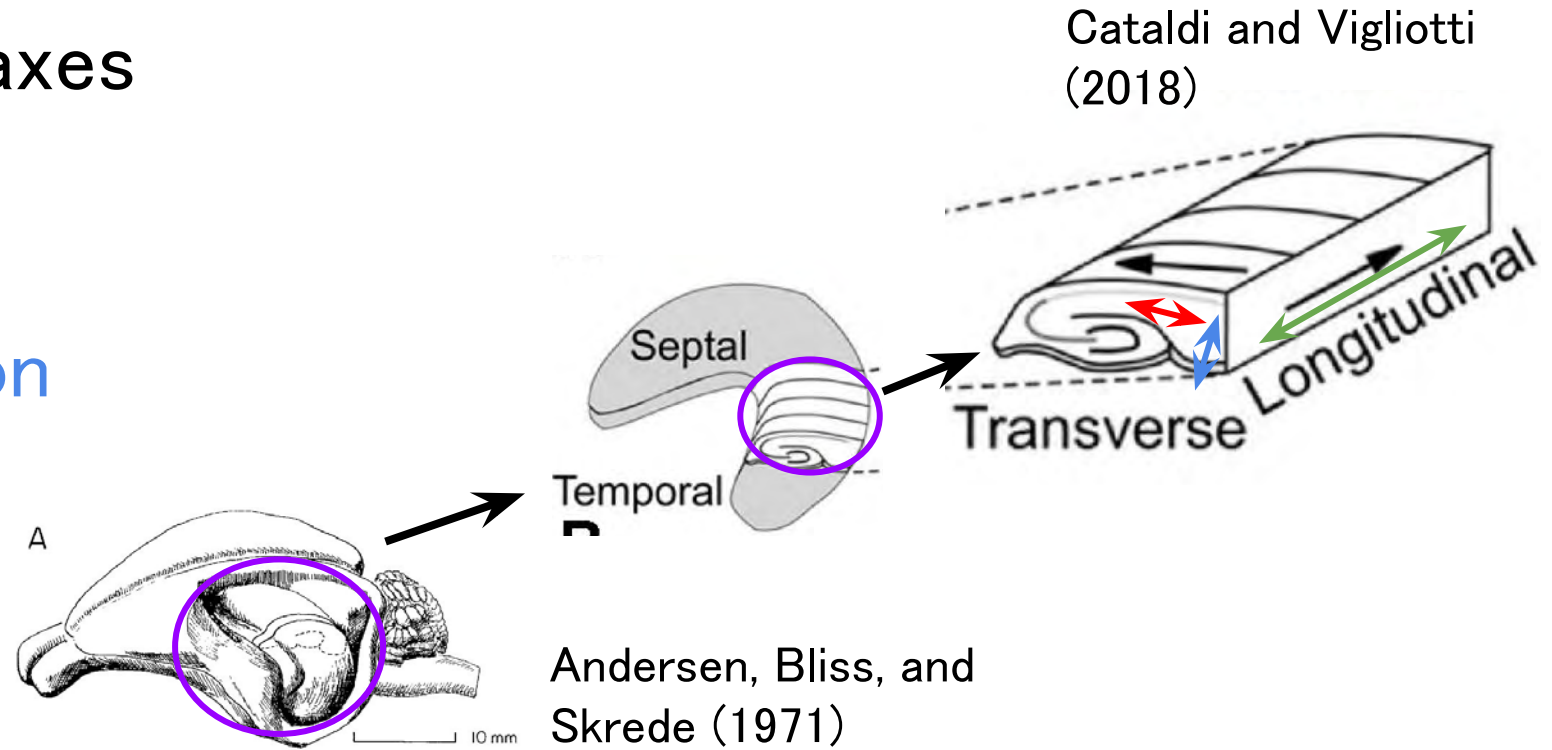 axes
on
Cataldi and Vigliotti
(2018)
Septal
Temporal
Transverse
Longitudinal
A
10 mm
Andersen, Bliss, and
Skrede (1971)